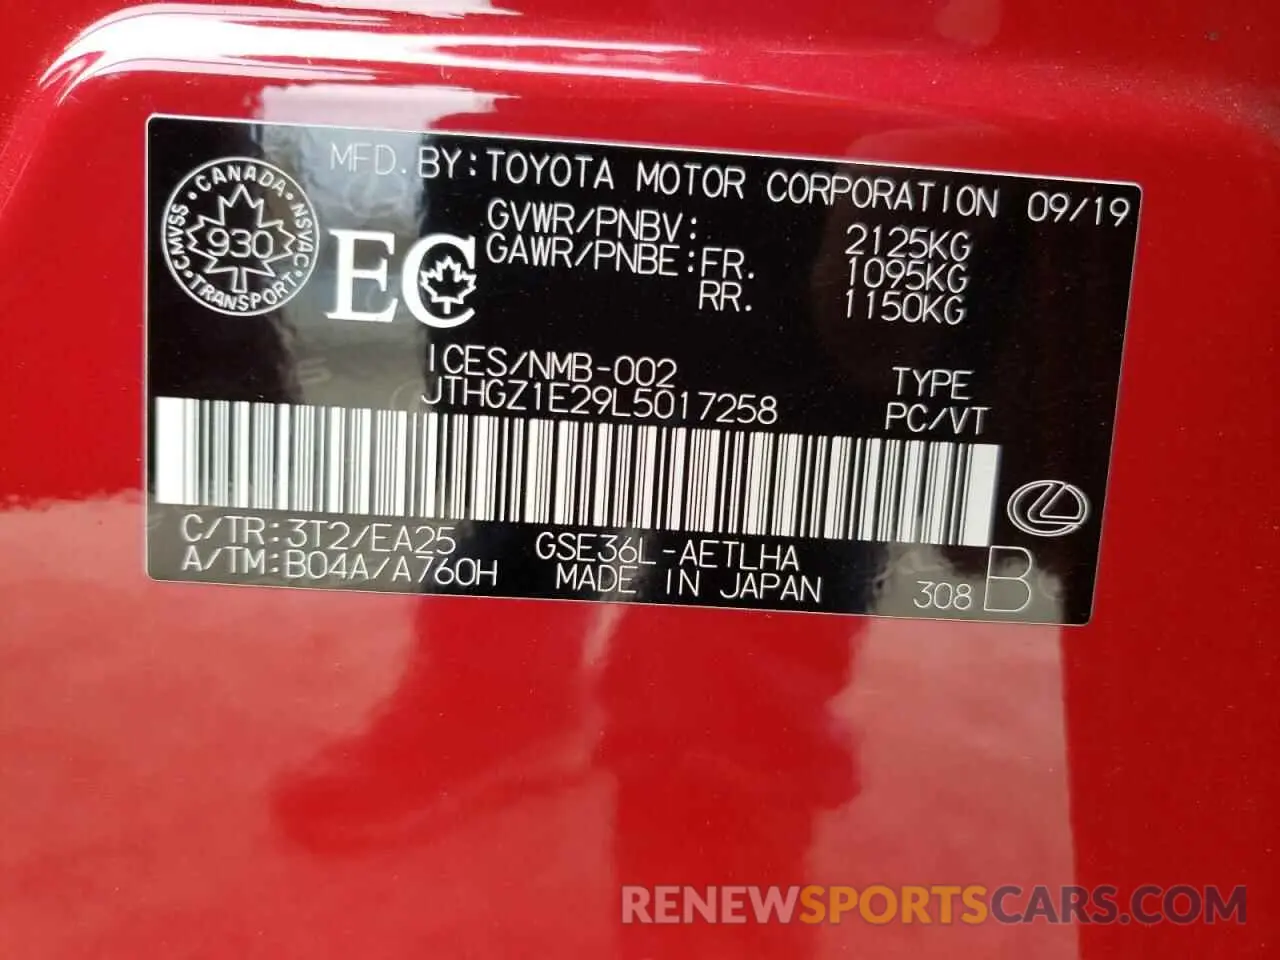 MFD. BY: TOYOTA MOTOR CORPORATION 09/19
CANADA
CMVSS 930 NSVAC
TRANSPORT
EC
GVWR/PNBV: 2125KG
GAWR/PNBE: FR. 1095KG
RR. 1150KG
ICES/NMB-002
TYPE
JTHGZ1E29L5017258
PC/VT
C/TR: 3T2/EA25
GSE36L-AETLHA
A/TM: B04A/A760H
MADE IN JAPAN
308 B
RENEWSPORTSCARS.COM